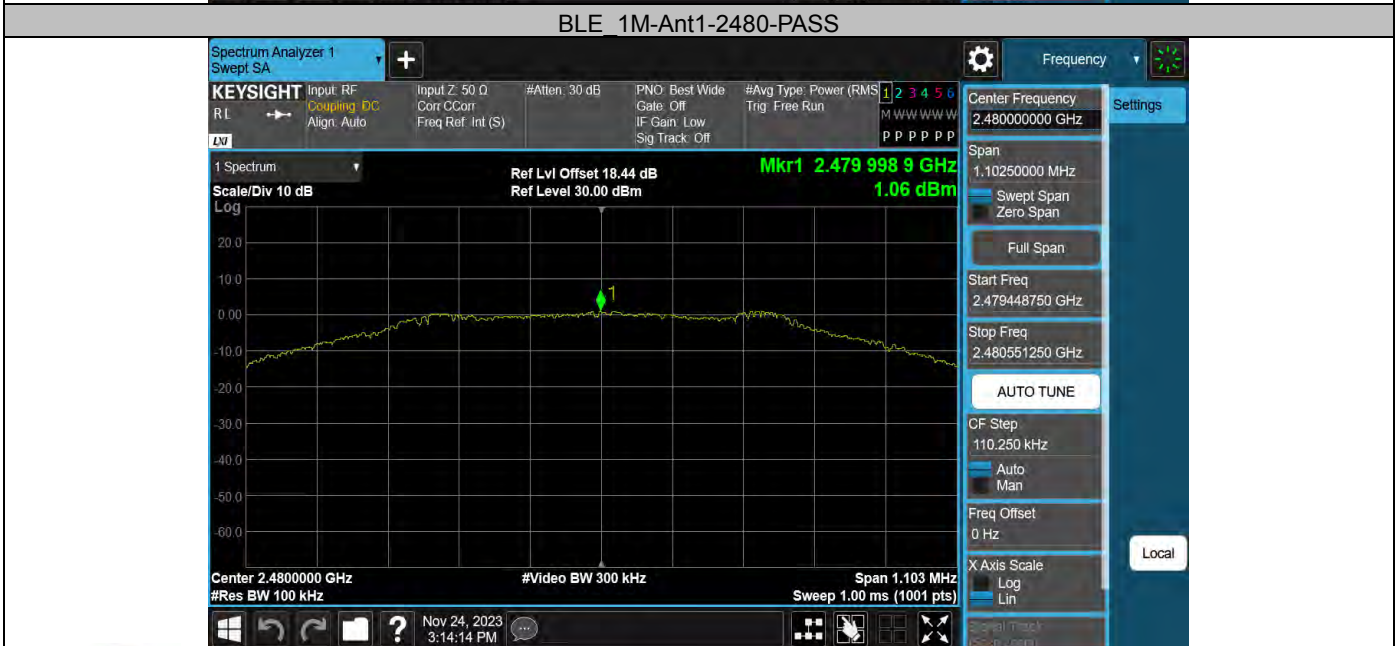 BLE_1M-Ant1-2480-PASS
Spectrum Analyzer 1
Swept SA
+
Frequency
KEYSIGHT
RL
LXI
Input: RF
Coupling: DC
Align: Auto
Input Z: 50 Ω
Corr CCorr
Freq Ref: Int (S)
#Atten: 30 dB
PNO: Best Wide
Gate: Off
IF Gain: Low
Sig Track: Off
#Avg Type: Power (RMS
Trig: Free Run
1 2 3 4 5 6
M W W W W W
P P P P P P
1 Spectrum
Scale/Div 10 dB
Log
Ref Lvl Offset 18.44 dB
Ref Level 30.00 dBm
Mkr1 2.479 998 9 GHz
1.06 dBm
20.0
10.0
0.00
-10.0
-20.0
-30.0
-40.0
-50.0
-60.0
1
Center 2.4800000 GHz
#Res BW 100 kHz
#Video BW 300 kHz
Span 1.103 MHz
Sweep 1.00 ms (1001 pts)
Center Frequency
2.480000000 GHz
Span
1.10250000 MHz
Swept Span
Zero Span
Full Span
Start Freq
2.479448750 GHz
Stop Freq
2.480551250 GHz
AUTO TUNE
CF Step
110.250 kHz
Auto
Man
Freq Offset
0 Hz
X Axis Scale
Log
Lin
Signal Track
Settings
Local
?
Nov 24, 2023
3:14:14 PM